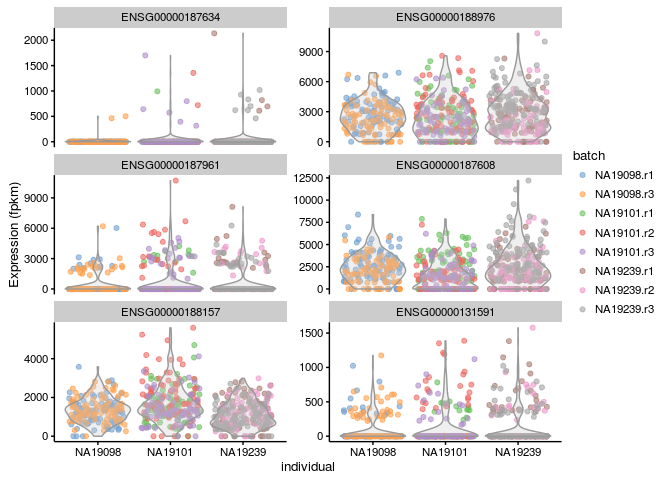 ENSG00000187634
ENSG00000188976
2000
1500
1000
500
0
9000
6000
3000
0
ENSG00000187961
ENSG00000187608
9000
6000
3000
0
12500
10000
7500
5000
2500
0
ENSG00000188157
ENSG00000131591
4000
2000
0
1500
1000
500
0
NA19098
NA19101
NA19239
NA19098
NA19101
NA19239
individual
Expression (fpkm)
batch
NA19098.r1
NA19098.r3
NA19101.r1
NA19101.r2
NA19101.r3
NA19239.r1
NA19239.r2
NA19239.r3